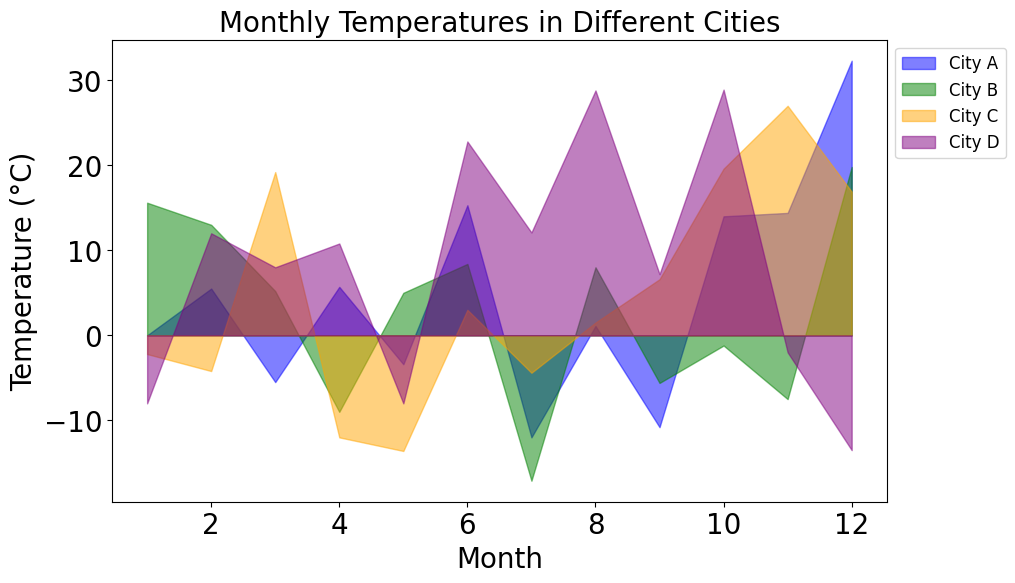 Monthly Temperatures in Different Cities
Temperature (°C)
30
20
10
0
−10
2 4 6 8 10 12
Month
City A
City B
City C
City D